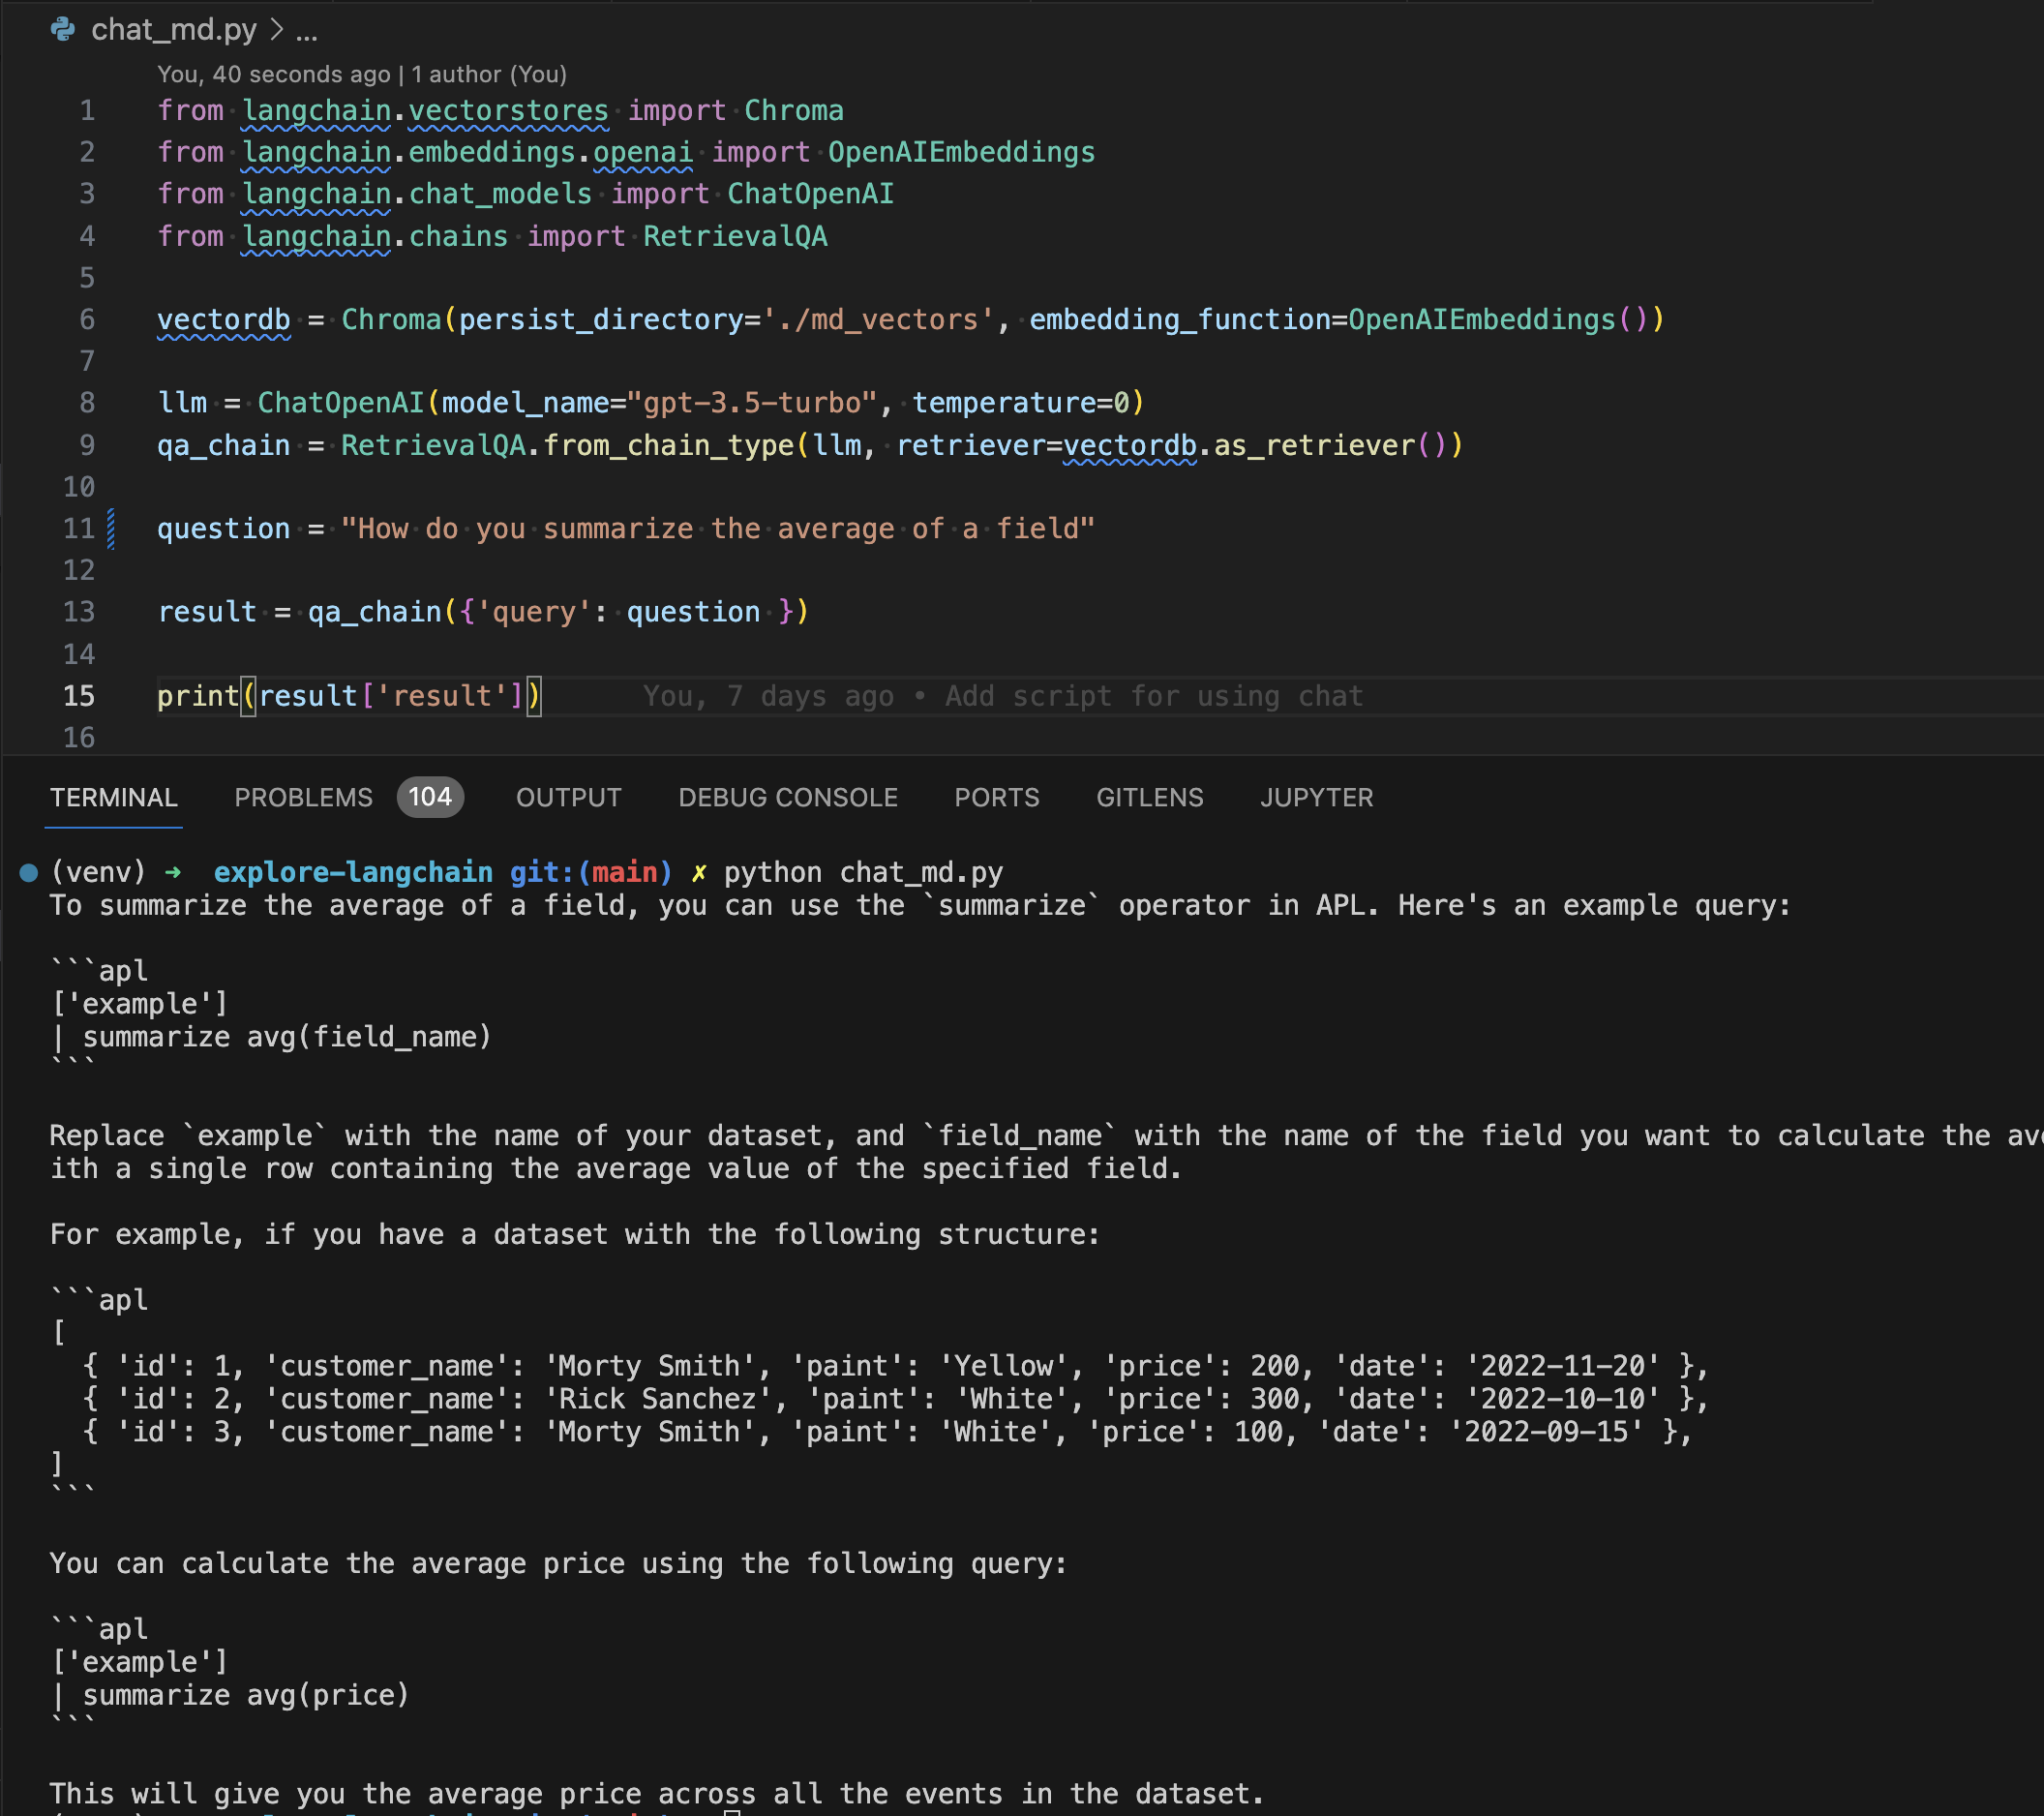 chat_md.py > ...
You, 40 seconds ago | 1 author (You)
1 from langchain.vectorstores import Chroma
2 from langchain.embeddings.openai import OpenAIEmbeddings
3 from langchain.chat_models import ChatOpenAI
4 from langchain.chains import RetrievalQA
5
6 vectordb = Chroma(persist_directory='./md_vectors', embedding_function=OpenAIEmbeddings())
7
8 llm = ChatOpenAI(model_name="gpt-3.5-turbo", temperature=0)
9 qa_chain = RetrievalQA.from_chain_type(llm, retriever=vectordb.as_retriever())
10
11 question = "How do you summarize the average of a field"
12
13 result = qa_chain({'query': question })
14
15 print(result['result']) You, 7 days ago • Add script for using chat
16
TERMINAL PROBLEMS 104 OUTPUT DEBUG CONSOLE PORTS GITLENS JUPYTER
(venv) ➜ explore-langchain git:(main) ✗ python chat_md.py
To summarize the average of a field, you can use the `summarize` operator in APL. Here's an example query:
```apl
['example']
| summarize avg(field_name)
```
Replace `example` with the name of your dataset, and `field_name` with the name of the field you want to calculate the
ith a single row containing the average value of the specified field.
For example, if you have a dataset with the following structure:
```apl
[
{ 'id': 1, 'customer_name': 'Morty Smith', 'paint': 'Yellow', 'price': 200, 'date': '2022-11-20' },
{ 'id': 2, 'customer_name': 'Rick Sanchez', 'paint': 'White', 'price': 300, 'date': '2022-10-10' },
{ 'id': 3, 'customer_name': 'Morty Smith', 'paint': 'White', 'price': 100, 'date': '2022-09-15' },
]
```
You can calculate the average price using the following query:
```apl
['example']
| summarize avg(price)
```
This will give you the average price across all the events in the dataset.